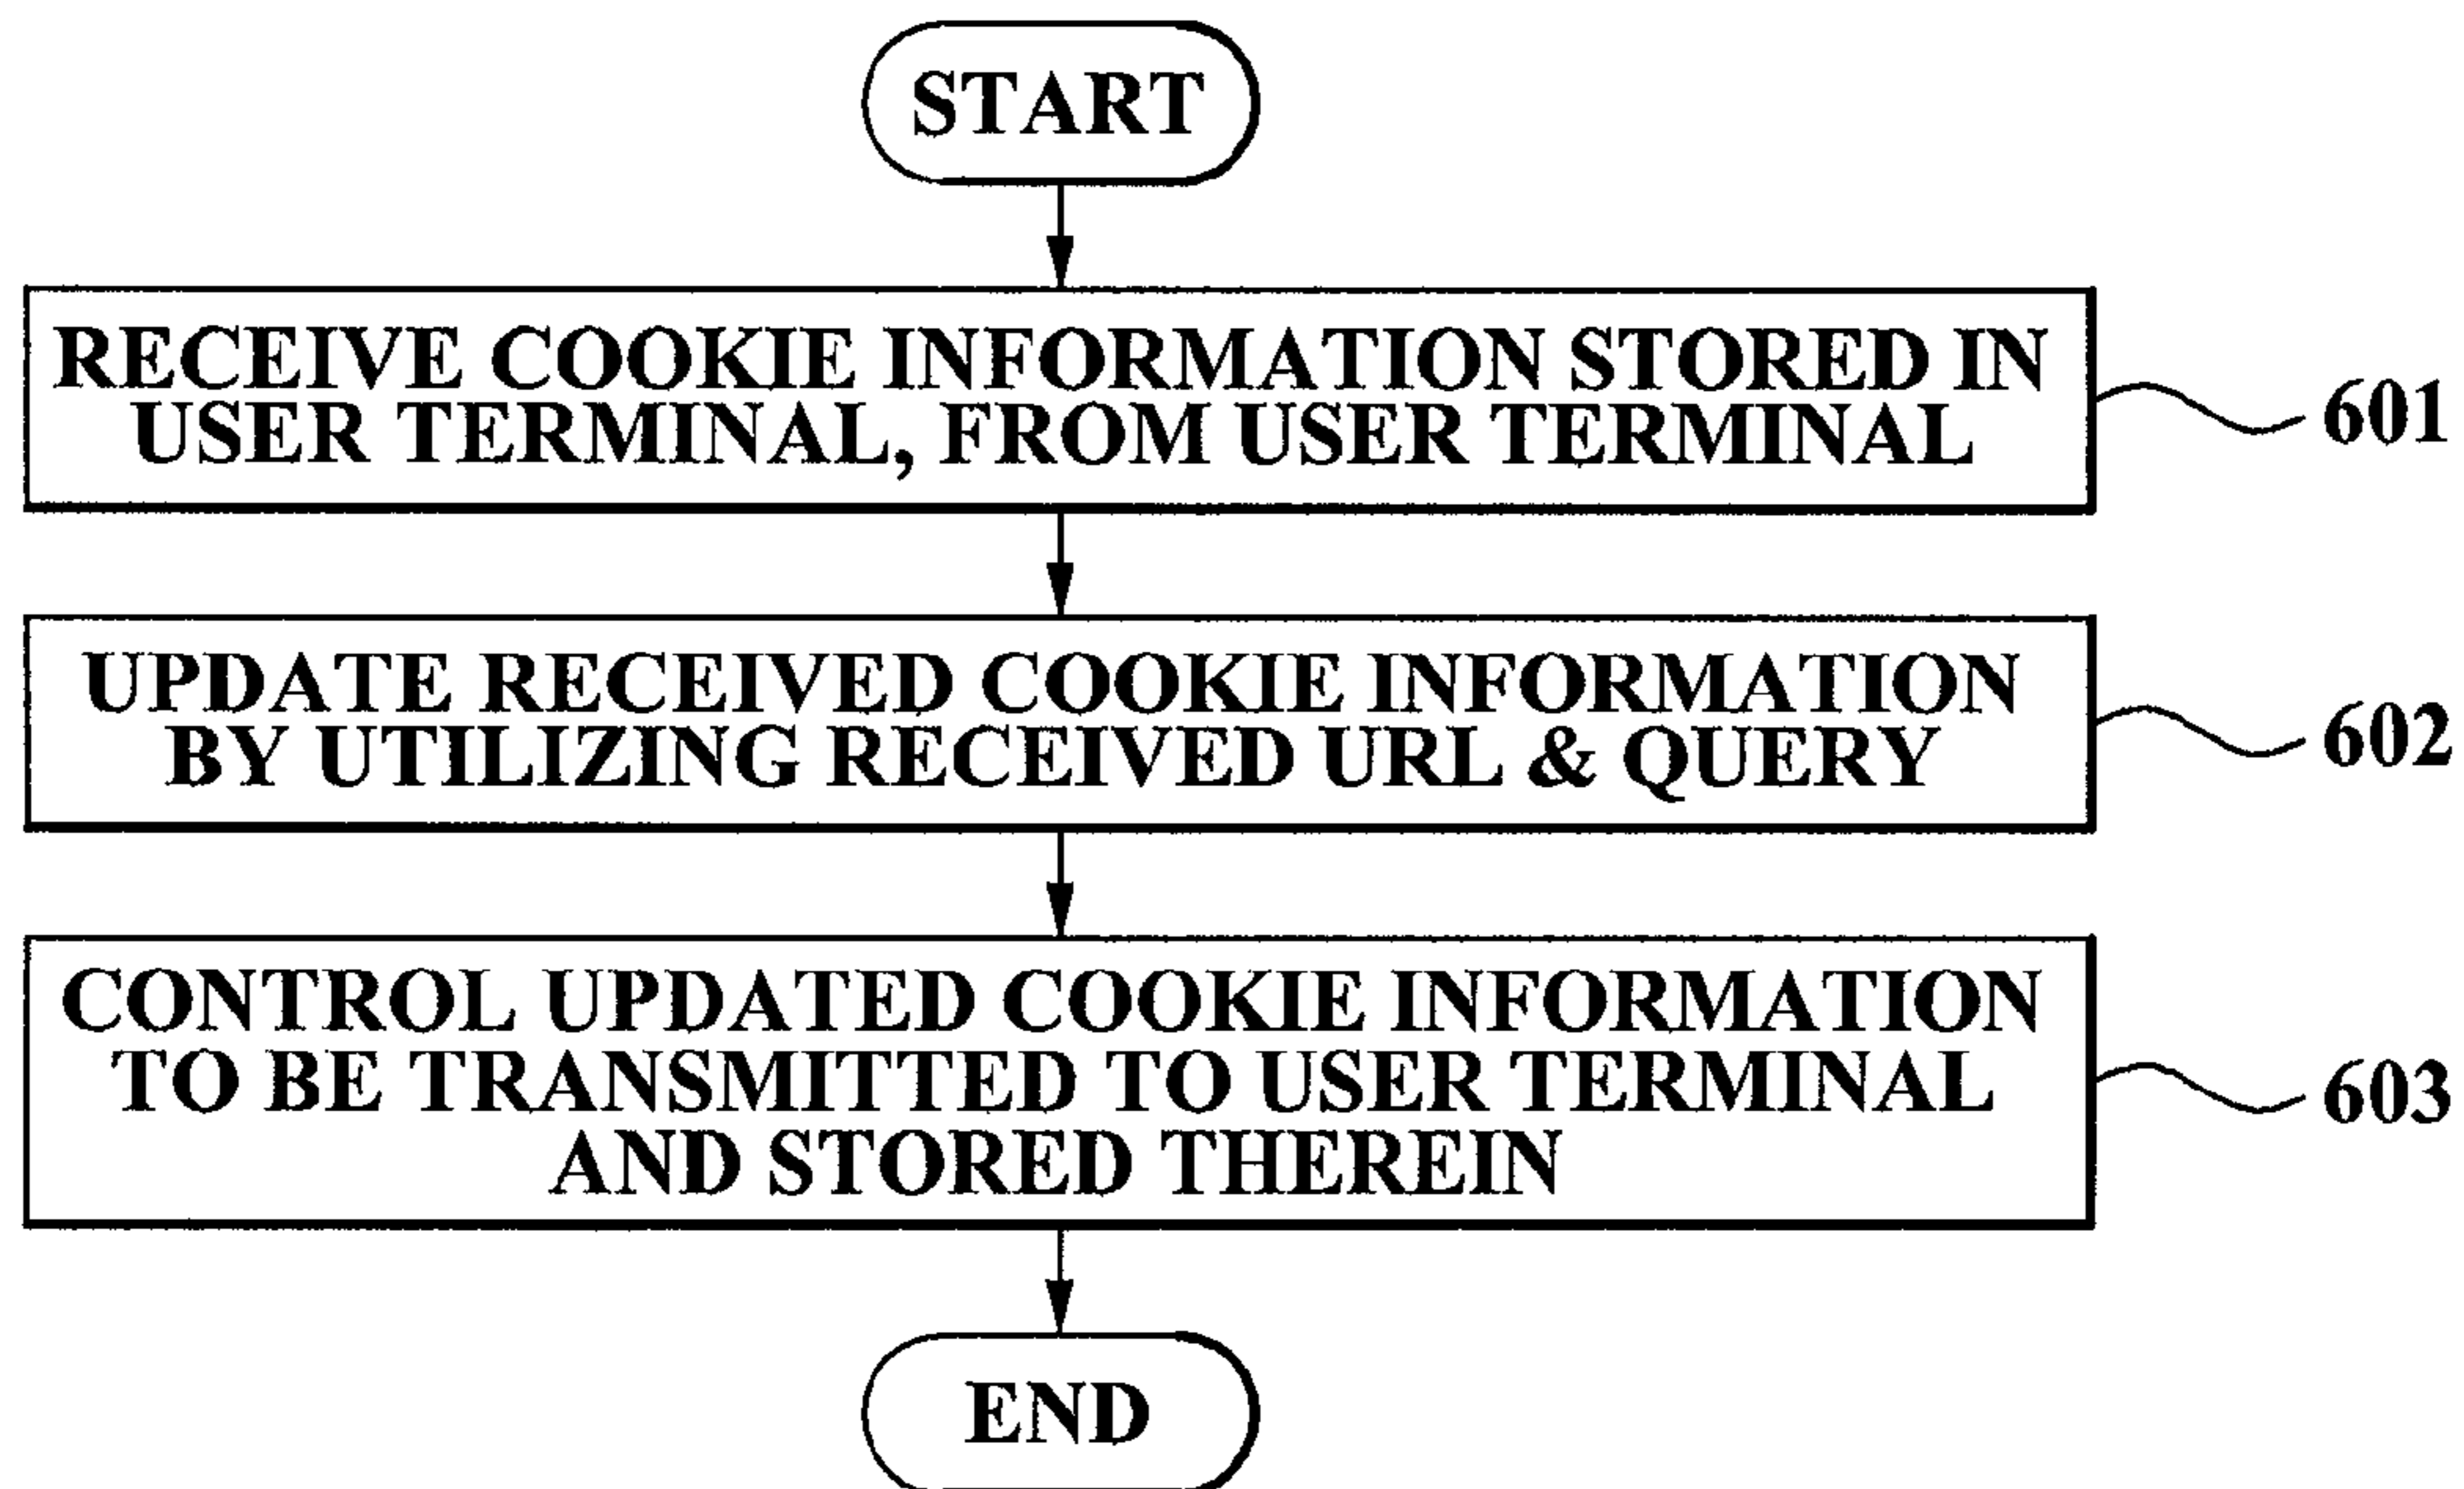 START
RECEIVE COOKIE INFORMATION STORED IN
USER TERMINAL, FROM USER TERMINAL
601
UPDATE RECEIVED COOKIE INFORMATION
BY UTILIZING RECEIVED URL & QUERY
602
CONTROL UPDATED COOKIE INFORMATION
TO BE TRANSMITTED TO USER TERMINAL
AND STORED THEREIN
603
END